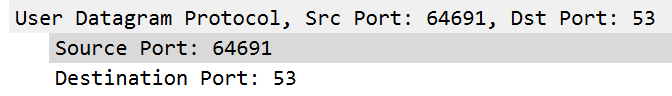 User Datagram Protocol, Src Port: 64691, Dst Port: 53
Source Port: 64691
Destination Port: 53